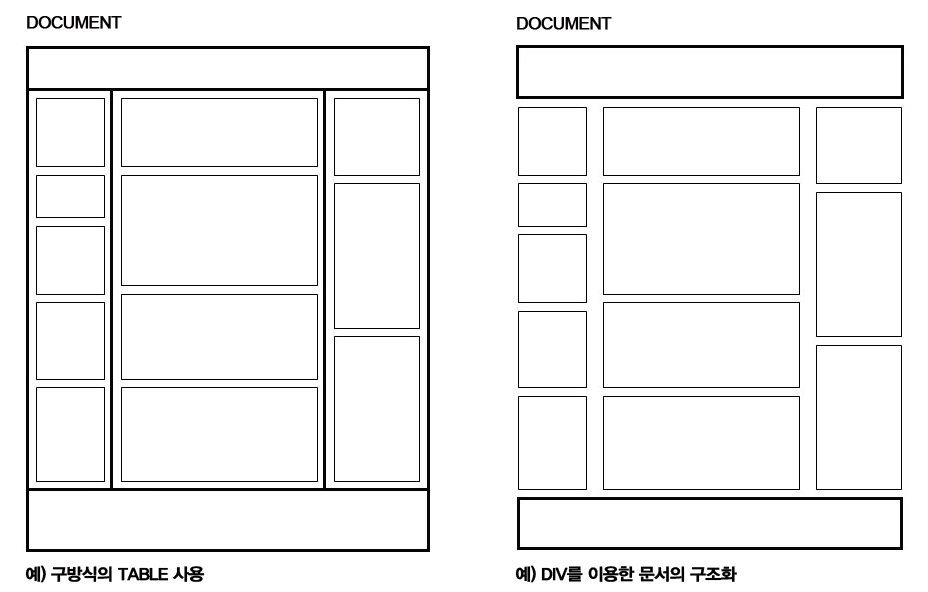 DOCUMENT
DOCUMENT
예) 구방식의 TABLE 사용
예) DIV를 이용한 문서의 구조화